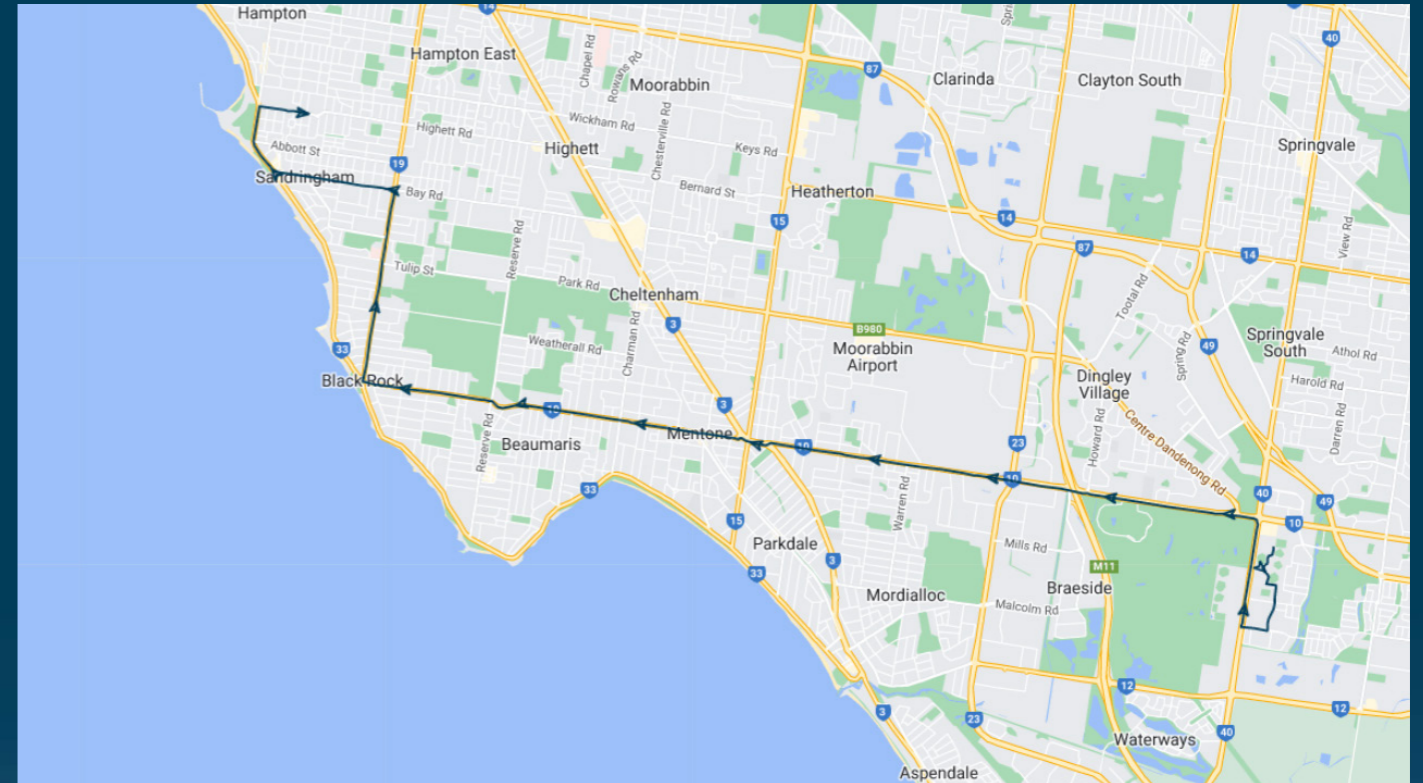 Hampton
14
40
Hampton East
Chapel Rd
Rowans Rd
Moorabbin
87
Clarinda
Clayton South
Wickham Rd
Chesterville Rd
Highett Rd
Abbott St
Highett
Keys Rd
Springvale
Sandringham
19
Bay Rd
Bernard St
Heatherton
15
14
View Rd
87
14
Reserve Rd
Tulip St
Park Rd
Cheltenham
Tootal Rd
3
B980
Springvale
South
33
Weatherall Rd
Charman Rd
Moorabbin
Airport
Spring Rd
49
Athol Rd
Black Rock
Dingley
Village
Harold Rd
3
10
Reserve Rd
Beaumaris
Mentone
10
23
Howard Rd
Centre Dandenong Rd
Darren Rd
33
10
Warren Rd
40
49
10
15
Parkdale
Mills Rd
33
3
M11
Mordialloc
Braeside
Malcolm Rd
12
12
3
23
Waterways
40
Aspendale